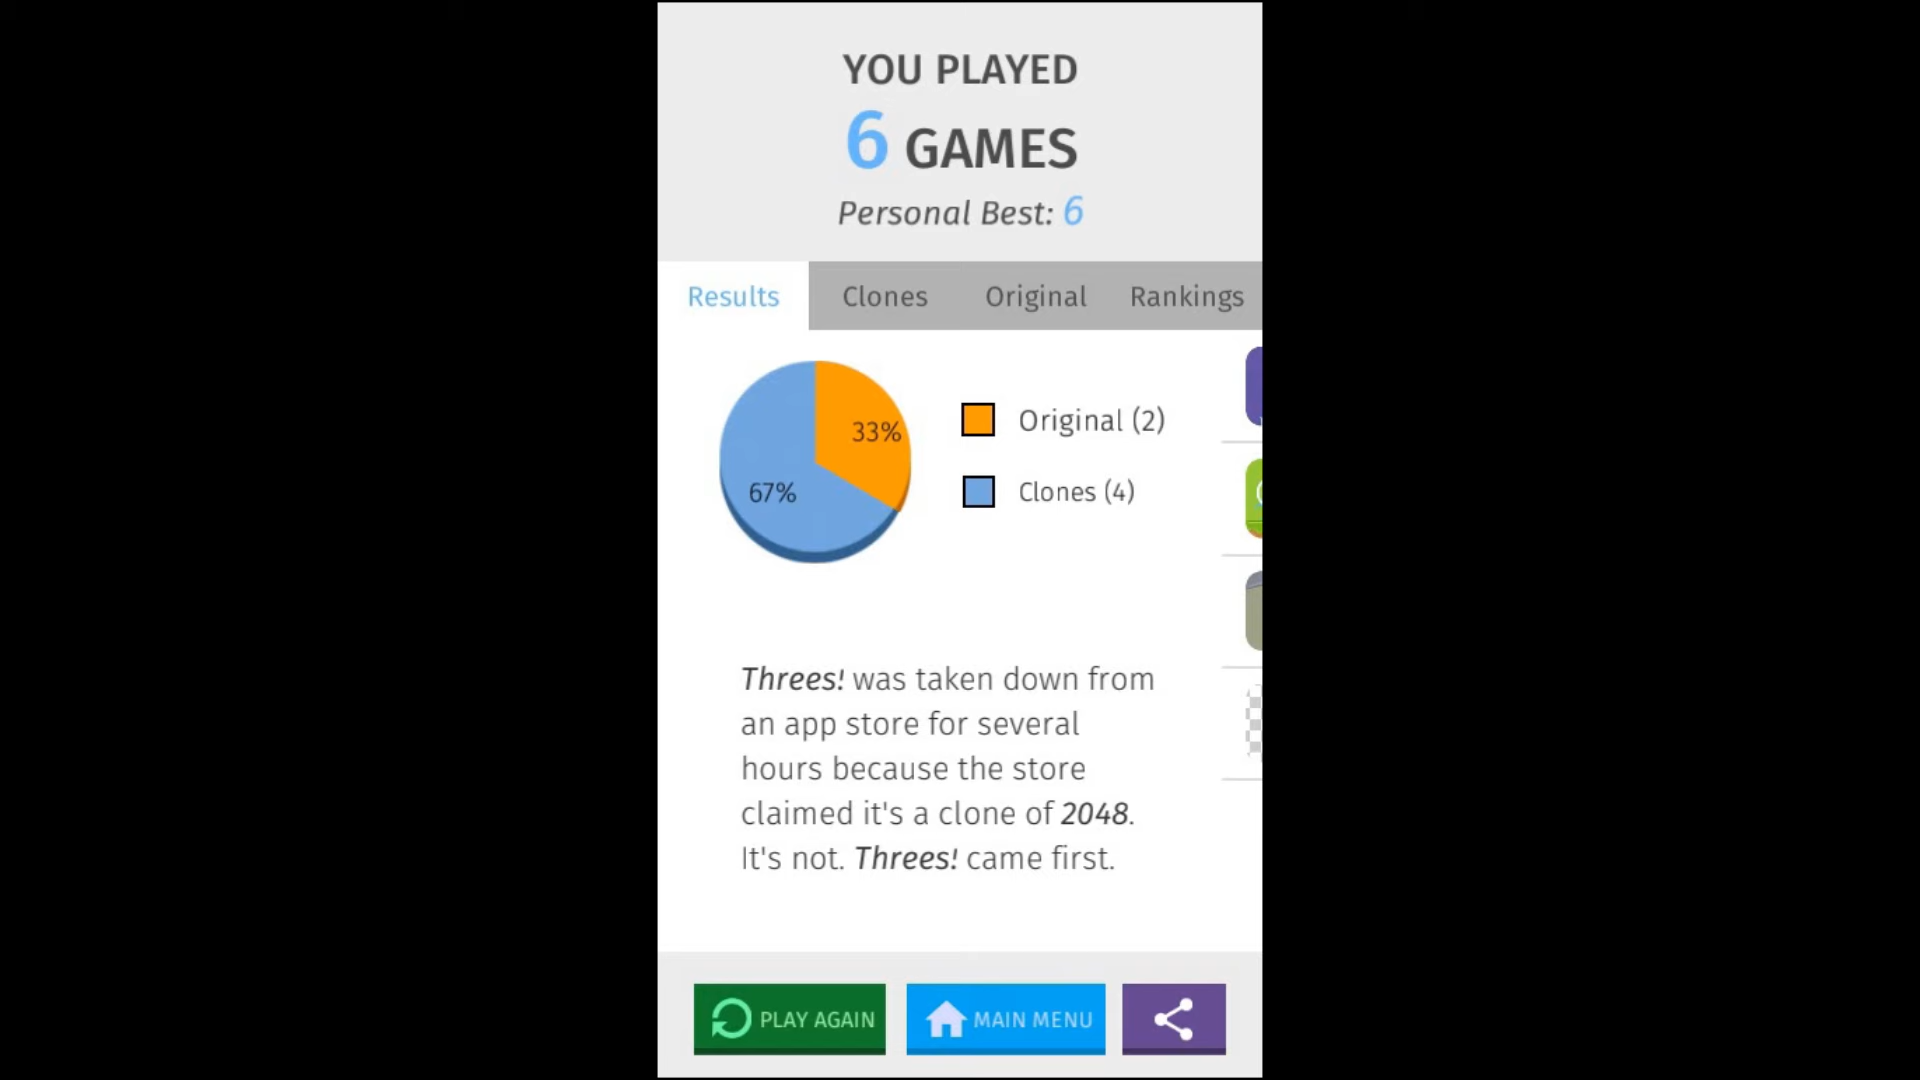 YOU PLAYED
6 GAMES
Personal Best: 6
Results Clones Original Rankings
33%
67%
Original (2)
Clones (4)
Threes! was taken down from
an app store for several
hours because the store
claimed it's a clone of 2048.
It's not. Threes! came first.
PLAY AGAIN
MAIN MENU